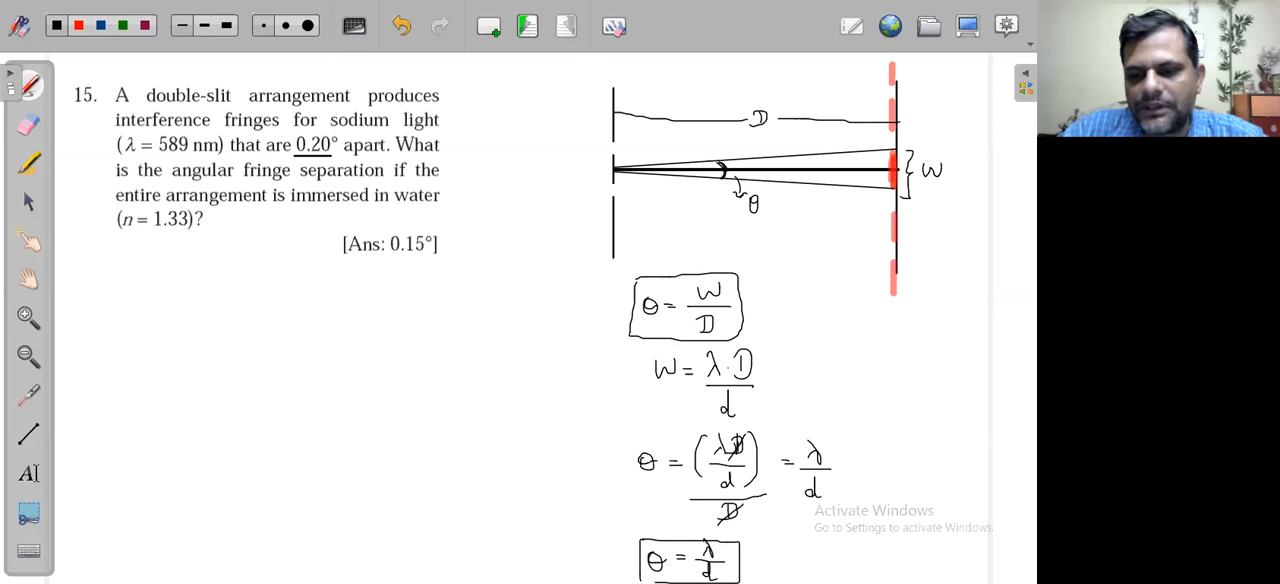 15. A double-slit arrangement produces
interference fringes for sodium light
(λ = 589 nm) that are 0.20° apart. What
is the angular fringe separation if the
entire arrangement is immersed in water
(n = 1.33)?
[Ans: 0.15°]
D
W
θ
θ = W/D
W = λ.D/d
θ = (λD/d)/D = λ/d
θ = λ/d
Activate Windows
Go to Settings to activate Windows.
A